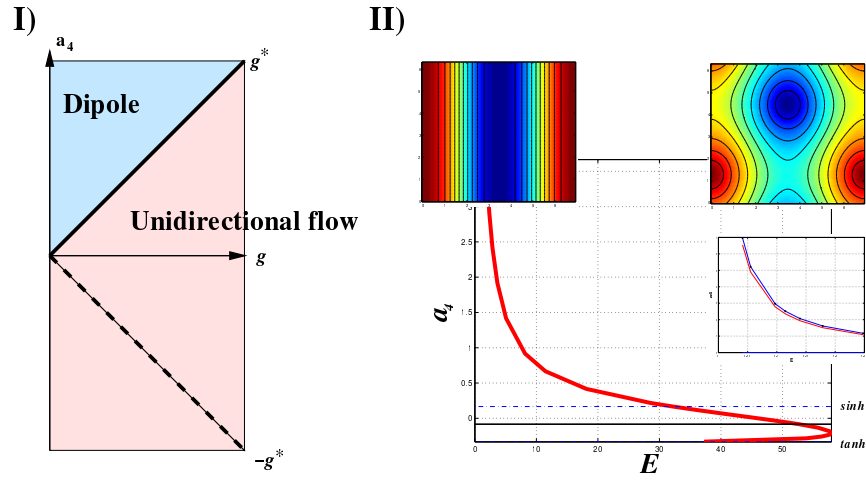 I)
a₄
g*
Dipole
Unidirectional flow
g
-g*
II)
a₄
2.5
2
1.5
1
0.5
0
0
10
20
30
40
50
E
sinh
tanh